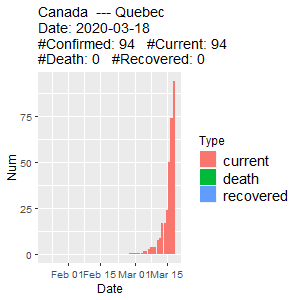 Canada  --- Quebec
Date: 2020-03-18
#Confirmed: 94   #Current: 94
#Death: 0   #Recovered: 0
Num
75
50
25
0
Feb 01 Feb 15 Mar 01 Mar 15
Date
Type
current
death
recovered